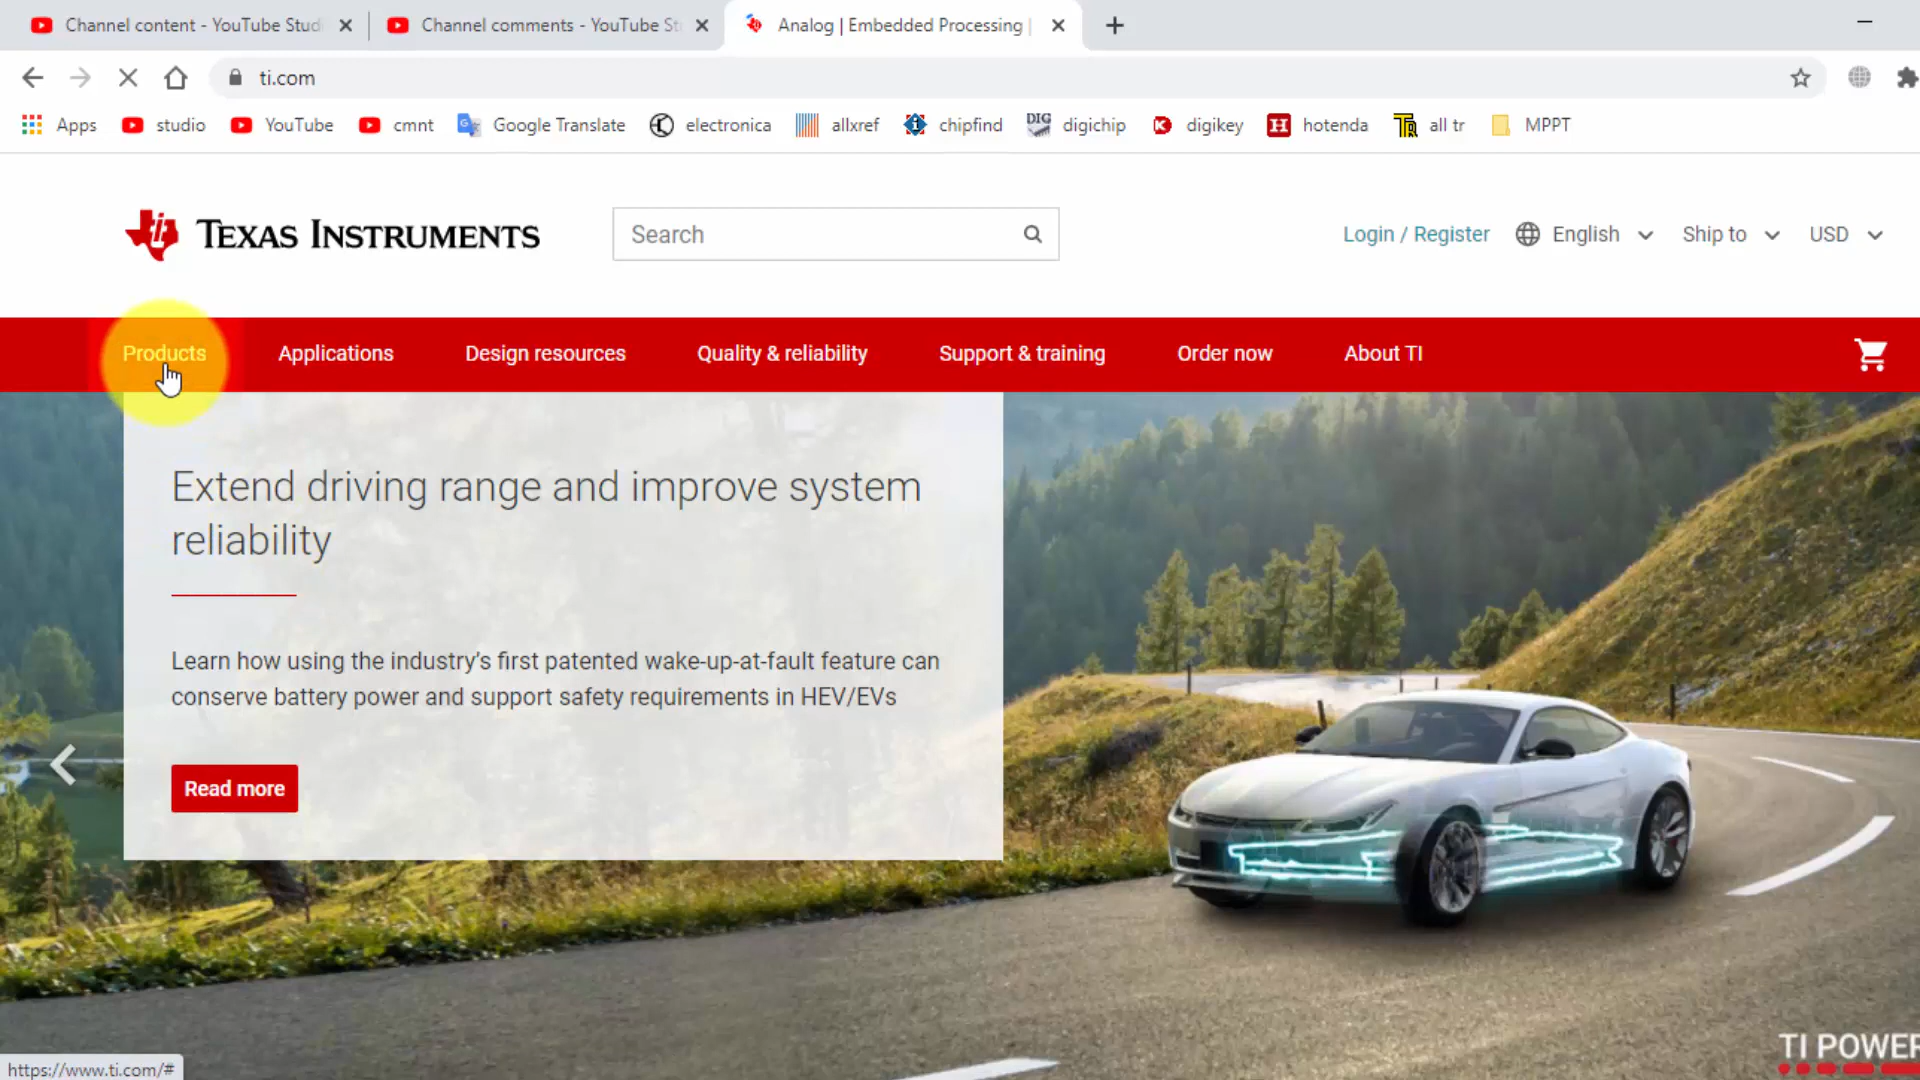 Channel content - YouTube Studi
Channel comments - YouTube St
Analog | Embedded Processing |
ti.com
Apps
studio
YouTube
cmnt
Google Translate
electronica
allxref
DIG
chipfind
digichip
digikey
hotenda
all tr
MPPT
TEXAS INSTRUMENTS
Search
Login / Register
English
Ship to
USD
Products
Applications
Design resources
Quality & reliability
Support & training
Order now
About TI
Extend driving range and improve system
reliability
Learn how using the industry's first patented wake-up-at-fault feature can
conserve battery power and support safety requirements in HEV/EVs
Read more
TI POWER
https://www.ti.com/#